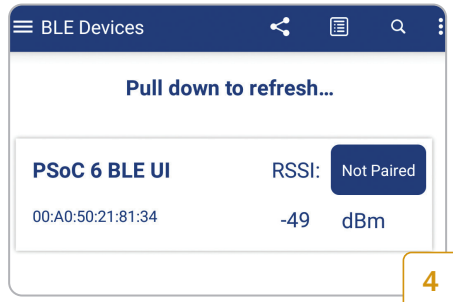 BLE Devices
Pull down to refresh...
PSoC 6 BLE UI RSSI: Not Paired
00:A0:50:21:81:34 -49 dBm
4